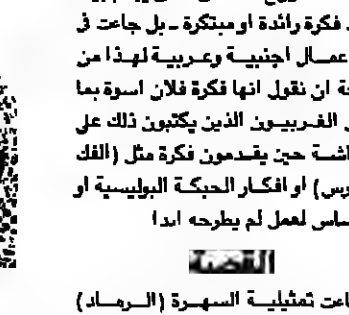 فكرة رائدة او مبتكرة ـ بل جاءت في
عمال اجنبية وعربية لهذا من
ان نقول انها فكرة فلان اسوة بما
الغربيون الذين يكتبون ذلك على
اشة حين يقدمون فكرة مثل (الفك
رس) او افكار الحبكة البوليسية او
ساس لعمل لم يطرحه ابدا
القصة
اءت تمثيلية السهرة (الرماد)